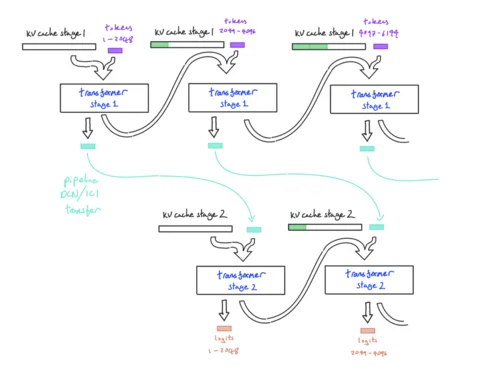 tokens
1-2048
KV cache stage 1
tokens
2049-4096
KV cache stage 1
tokens
4097-6144
KV cache stage 1
transformer
stage 1
transformer
stage 1
transformer
stage 1
pipeline
DCN/ICI
transfer
KV cache stage 2
KV cache stage 2
transformer
stage 2
transformer
stage 2
logits
1-2048
logits
2049-4096